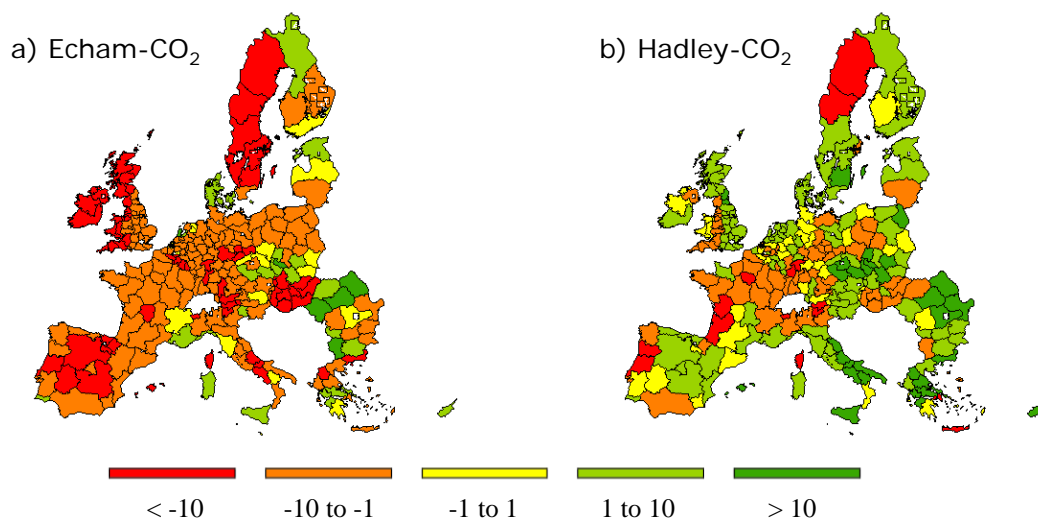 a) Echam-CO₂
b) Hadley-CO₂
< -10
-10 to -1
-1 to 1
1 to 10
> 10